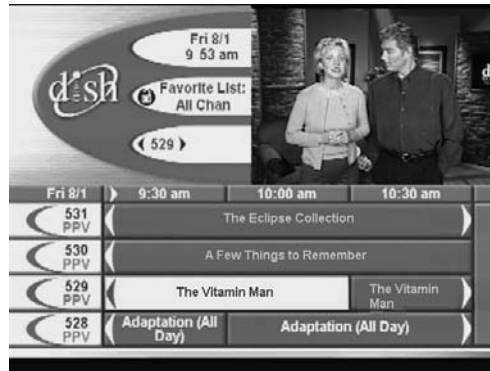 Fri 8/1
9 53 am
dish
Favorite List:
All Chan
529
d
Fri 8/1 9:30 am 10:00 am 10:30 am
531
PPV
The Eclipse Collection
530
PPV
A Few Things to Remember
529
PPV
The Vitamin Man
The Vitamin
Man
528
PPV
Adaptation (All
Day)
Adaptation (All Day)